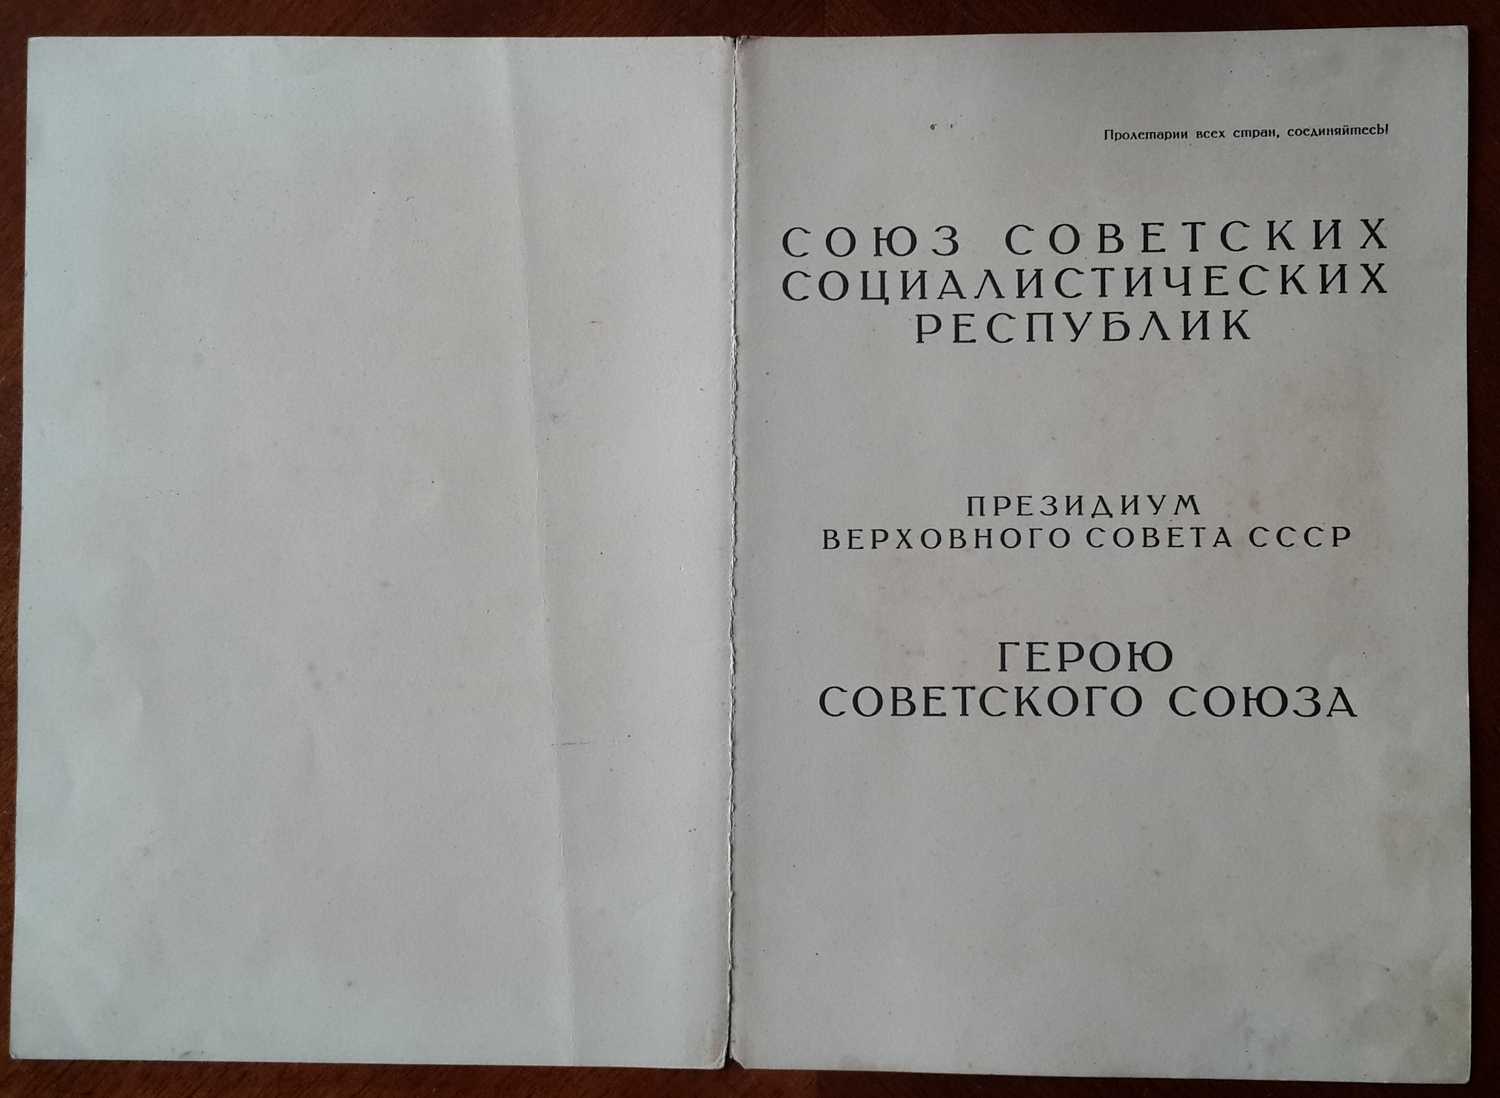 Пролетарии всех стран, соединяйтесь!
СОЮЗ СОВЕТСКИХ
СОЦИАЛИСТИЧЕСКИХ
РЕСПУБЛИК
ПРЕЗИДИУМ
ВЕРХОВНОГО СОВЕТА СССР
ГЕРОЮ
СОВЕТСКОГО СОЮЗА